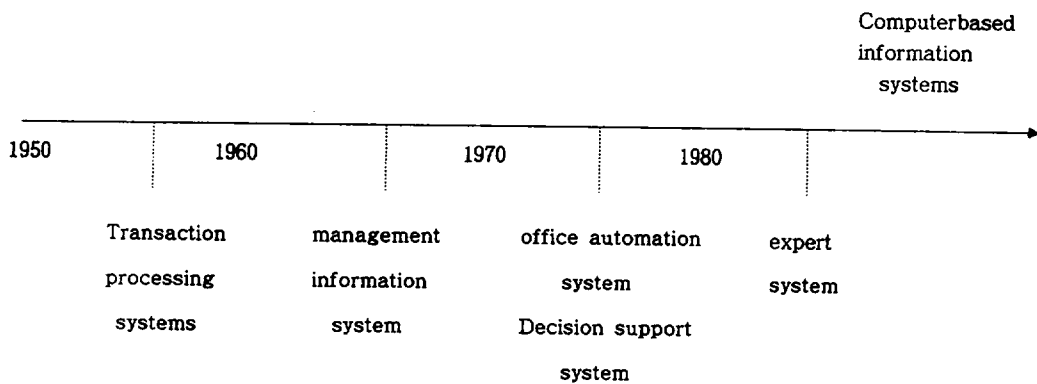 Computerbased
information
systems
1950 1960 1970 1980
Transaction management office automation expert
processing information system system
systems system Decision support
system